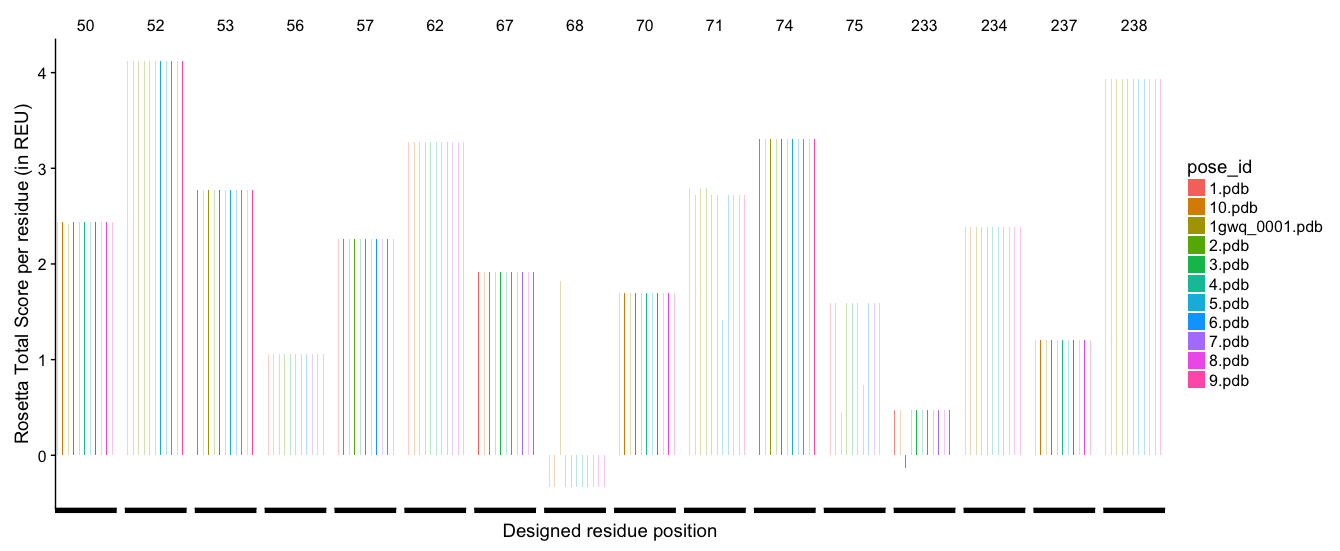 50 52 53 56 57 62 67 68 70 71 74 75 233 234 237 238
Rosetta Total Score per residue (in REU)
4
3
2
1
0
Designed residue position
pose_id
1.pdb
10.pdb
1gwq_0001.pdb
2.pdb
3.pdb
4.pdb
5.pdb
6.pdb
7.pdb
8.pdb
9.pdb